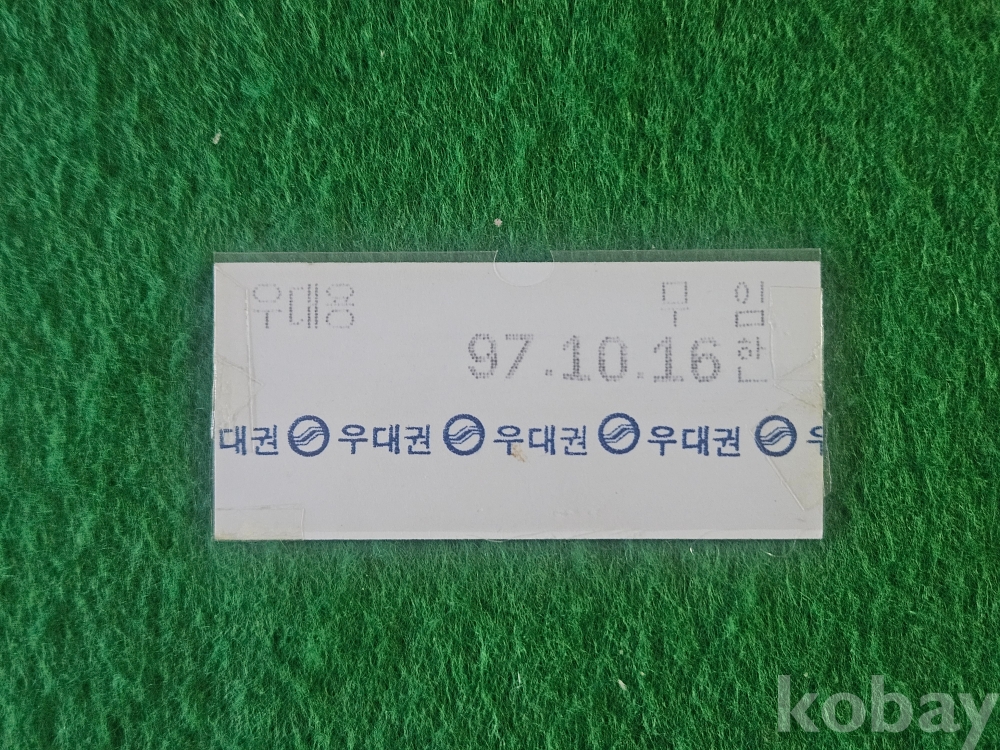 우대용 무 임
97.10.16 한
대권 우대권 우대권 우대권 우
kobay